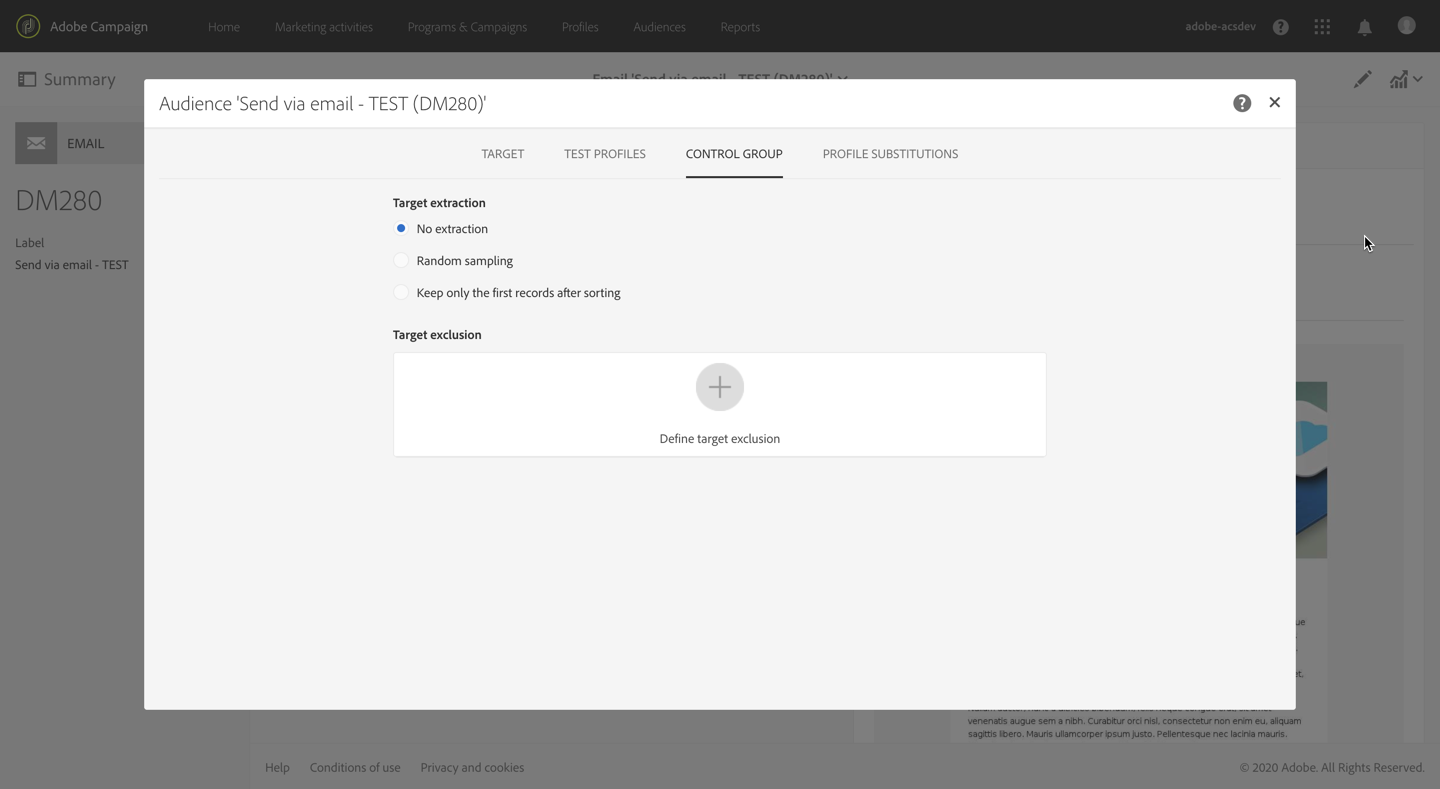 Adobe Campaign Home Marketing activities Programs & Campaigns Profiles Audiences Reports adobe-acsdev
Summary
Email 'Send via email - TEST (DM280)'
Audience 'Send via email - TEST (DM280)'
EMAIL
TARGET TEST PROFILES CONTROL GROUP PROFILE SUBSTITUTIONS
DM280
Label
Send via email - TEST
Target extraction
No extraction
Random sampling
Keep only the first records after sorting
Target exclusion
Define target exclusion
ue
et,
venenatis augue sem a nibh. Curabitur orci nisl, consectetur non enim eu, aliquam
sagittis libero. Mauris ullamcorper ipsum justo. Pellentesque nec lacinia mauris.
Help Conditions of use Privacy and cookies © 2020 Adobe. All Rights Reserved.